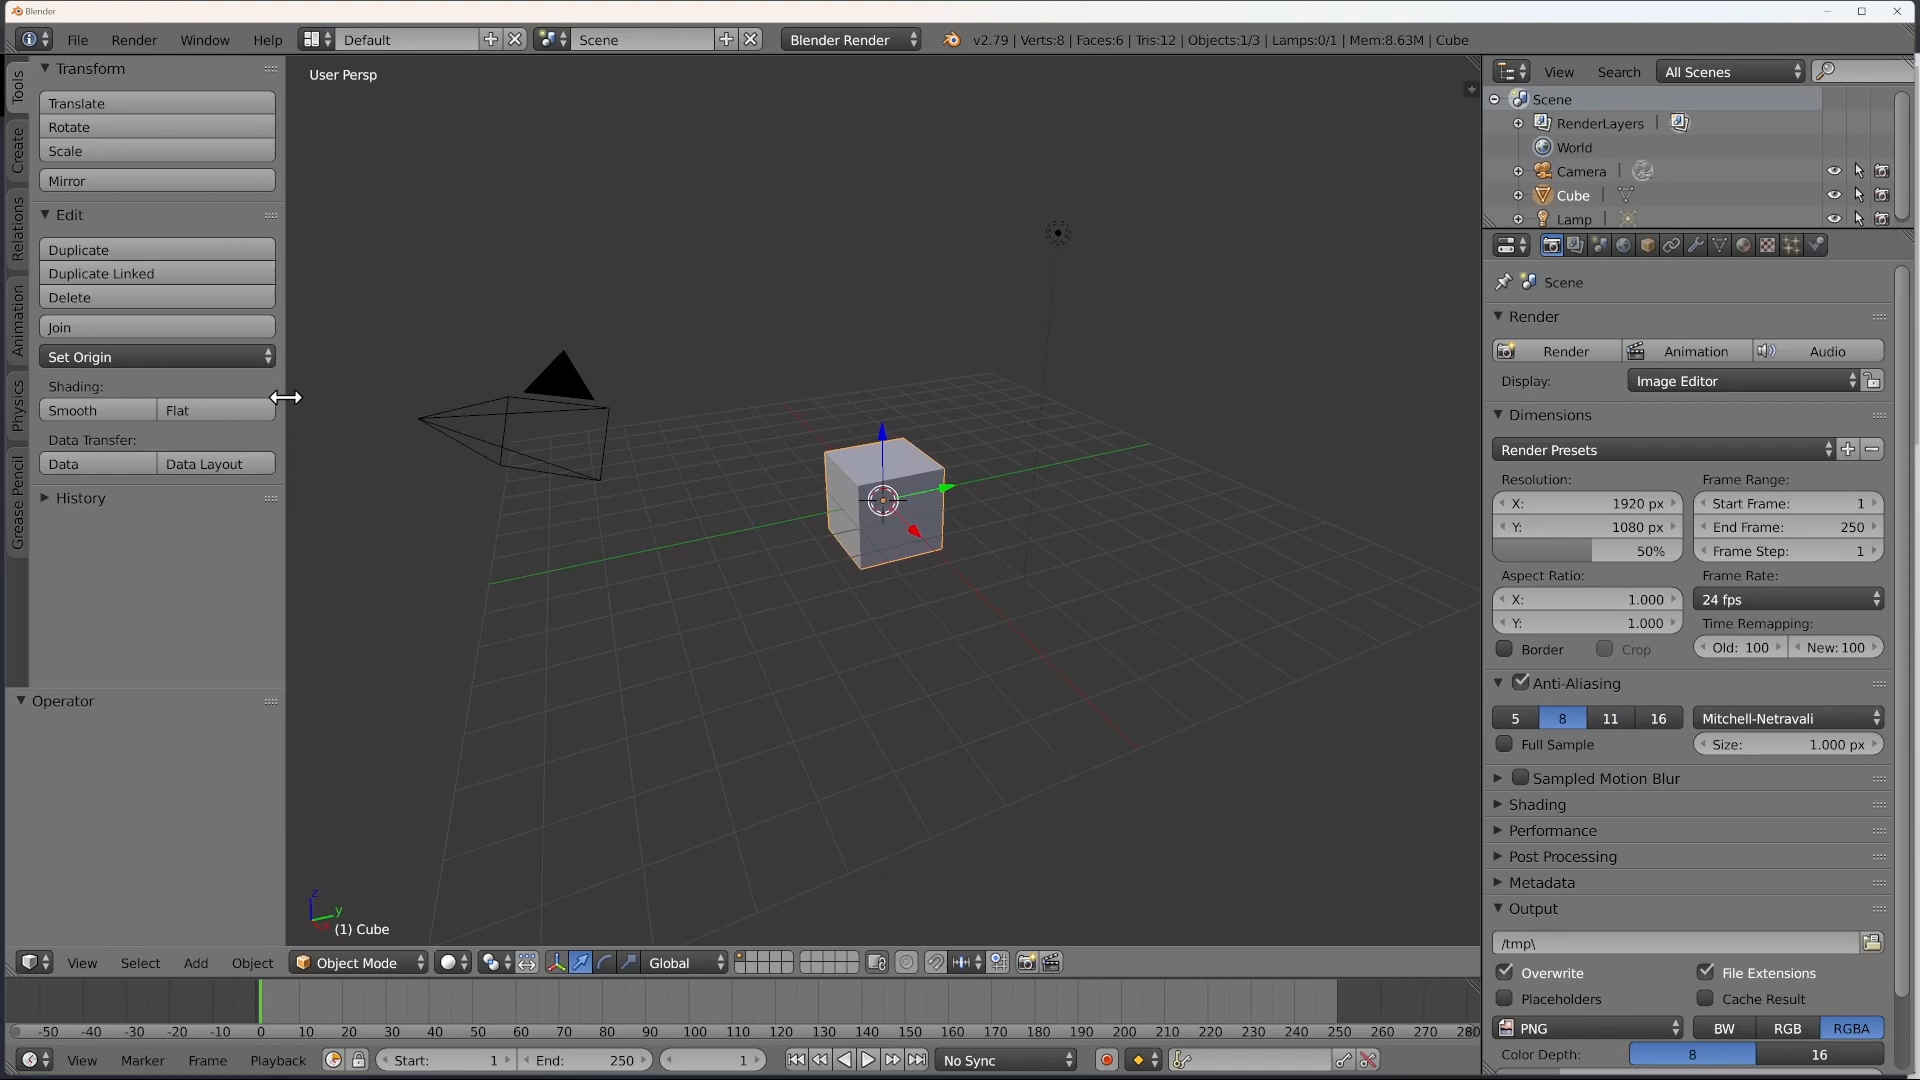 Blender
File Render Window Help Default Scene Blender Render v2.79 | Verts:8 | Faces:6 | Tris:12 | Objects:1/3 | Lamps:0/1 | Mem:8.63M | Cube
Tools
Create
Relations
Animation
Physics
Grease Pencil
Transform
Translate
Rotate
Scale
Mirror
Edit
Duplicate
Duplicate Linked
Delete
Join
Set Origin
Shading:
Smooth Flat
Data Transfer:
Data Data Layout
History
Operator
User Persp
z
y
(1) Cube
View Search All Scenes
Scene
RenderLayers |
World
Camera |
Cube |
Lamp |
Scene
Render
Render Animation Audio
Display: Image Editor
Dimensions
Render Presets
Resolution: Frame Range:
X: 1920 px Start Frame: 1
Y: 1080 px End Frame: 250
50% Frame Step: 1
Aspect Ratio: Frame Rate:
X: 1.000 24 fps
Y: 1.000 Time Remapping:
Border Crop Old: 100 New: 100
Anti-Aliasing
5 8 11 16 Mitchell-Netravali
Full Sample Size: 1.000 px
Sampled Motion Blur
Shading
Performance
Post Processing
Metadata
Output
/tmp\
Overwrite File Extensions
Placeholders Cache Result
PNG BW RGB RGBA
Color Depth: 8 16
View Select Add Object Object Mode Global
-50 -40 -30 -20 -10 0 10 20 30 40 50 60 70 80 90 100 110 120 130 140 150 160 170 180 190 200 210 220 230 240 250 260 270 280
View Marker Frame Playback Start: 1 End: 250 1 No Sync